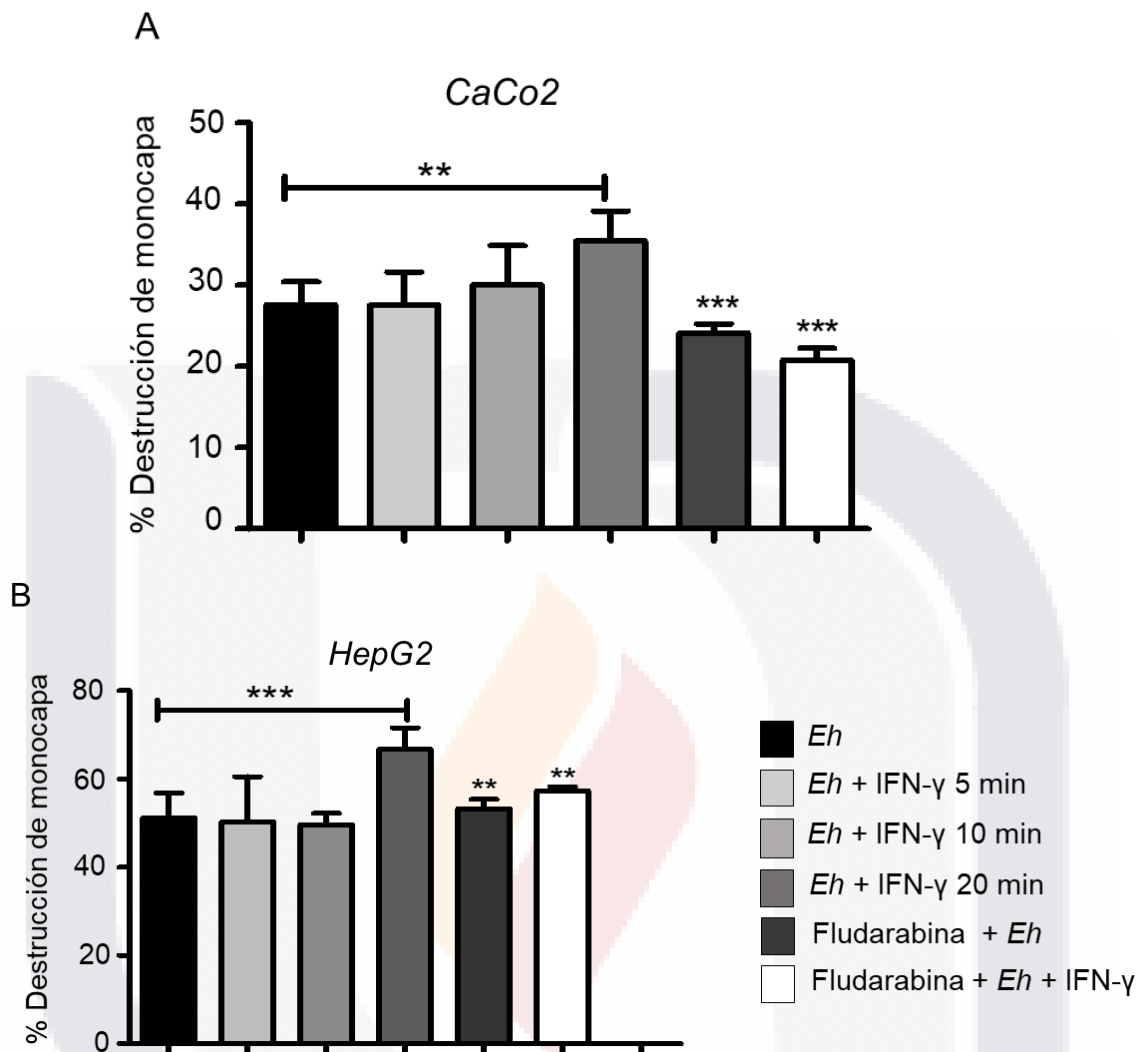 A
CaCo2
% Destrucción de monocapa
50
40
30
20
10
0
**
***
***
B
HepG2
% Destrucción de monocapa
80
60
40
20
0
***
**
**
Eh
Eh + IFN-γ 5 min
Eh + IFN-γ 10 min
Eh + IFN-γ 20 min
Fludarabina + Eh
Fludarabina + Eh + IFN-γ